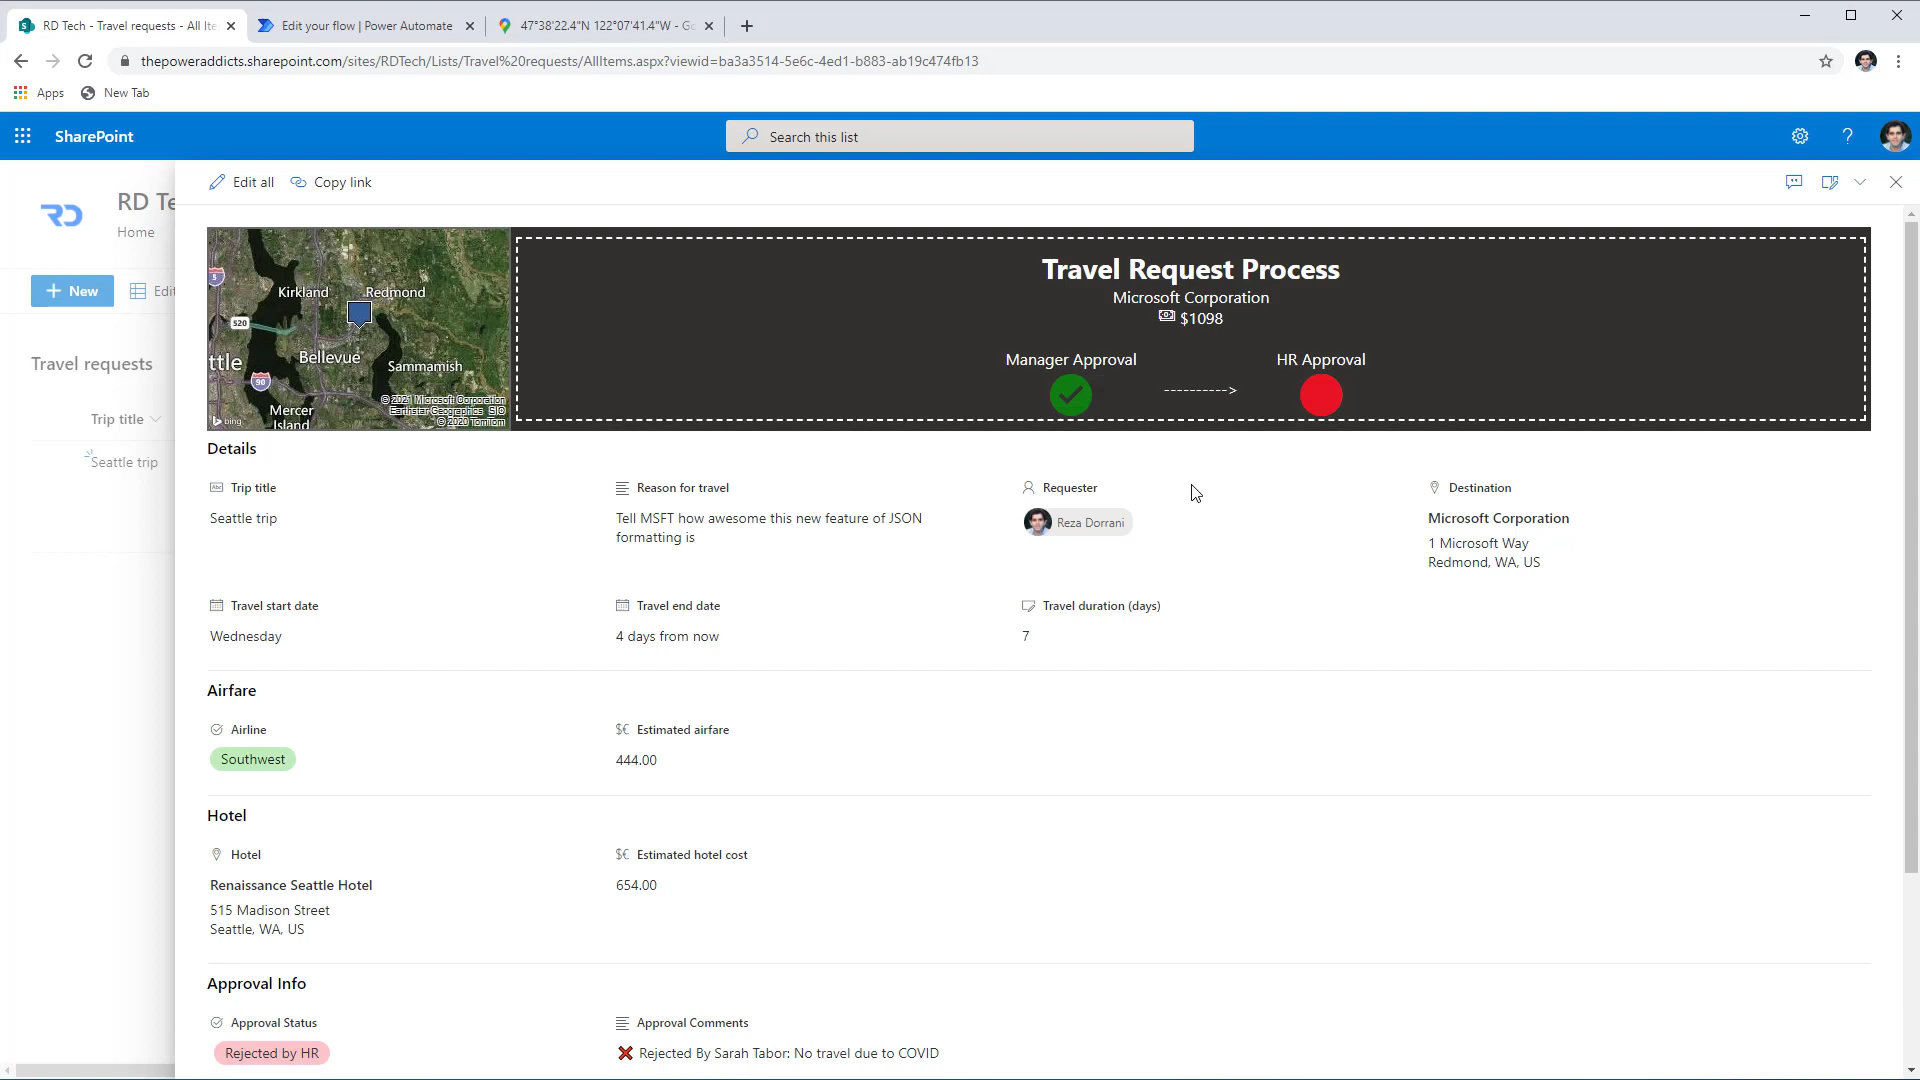 RD Tech - Travel requests - All Ite
Edit your flow | Power Automate
47°38'22.4"N 122°07'41.4"W - Go
thepoweraddicts.sharepoint.com/sites/RDTech/Lists/Travel%20requests/AllItems.aspx?viewid=ba3a3514-5e6c-4ed1-b883-ab19c474fb13
Apps
New Tab
SharePoint
Search this list
Edit all
Copy link
RD Te
Home
New
Edit
Travel requests
Trip title
Seattle trip
5
Kirkland
Redmond
520
ttle
Bellevue
Sammamish
90
Mercer
Island
© 2021 Microsoft Corporation
Earthstar Geographics SIO
© 2020 TomTom
bing
Travel Request Process
Microsoft Corporation
$1098
Manager Approval
---------->
HR Approval
Details
Abc
Trip title
Seattle trip
Reason for travel
Tell MSFT how awesome this new feature of JSON
formatting is
Requester
Reza Dorrani
Destination
Microsoft Corporation
1 Microsoft Way
Redmond, WA, US
Travel start date
Wednesday
Travel end date
4 days from now
Travel duration (days)
7
Airfare
Airline
Southwest
$€ Estimated airfare
444.00
Hotel
Hotel
Renaissance Seattle Hotel
515 Madison Street
Seattle, WA, US
$€ Estimated hotel cost
654.00
Approval Info
Approval Status
Rejected by HR
Approval Comments
❌ Rejected By Sarah Tabor: No travel due to COVID